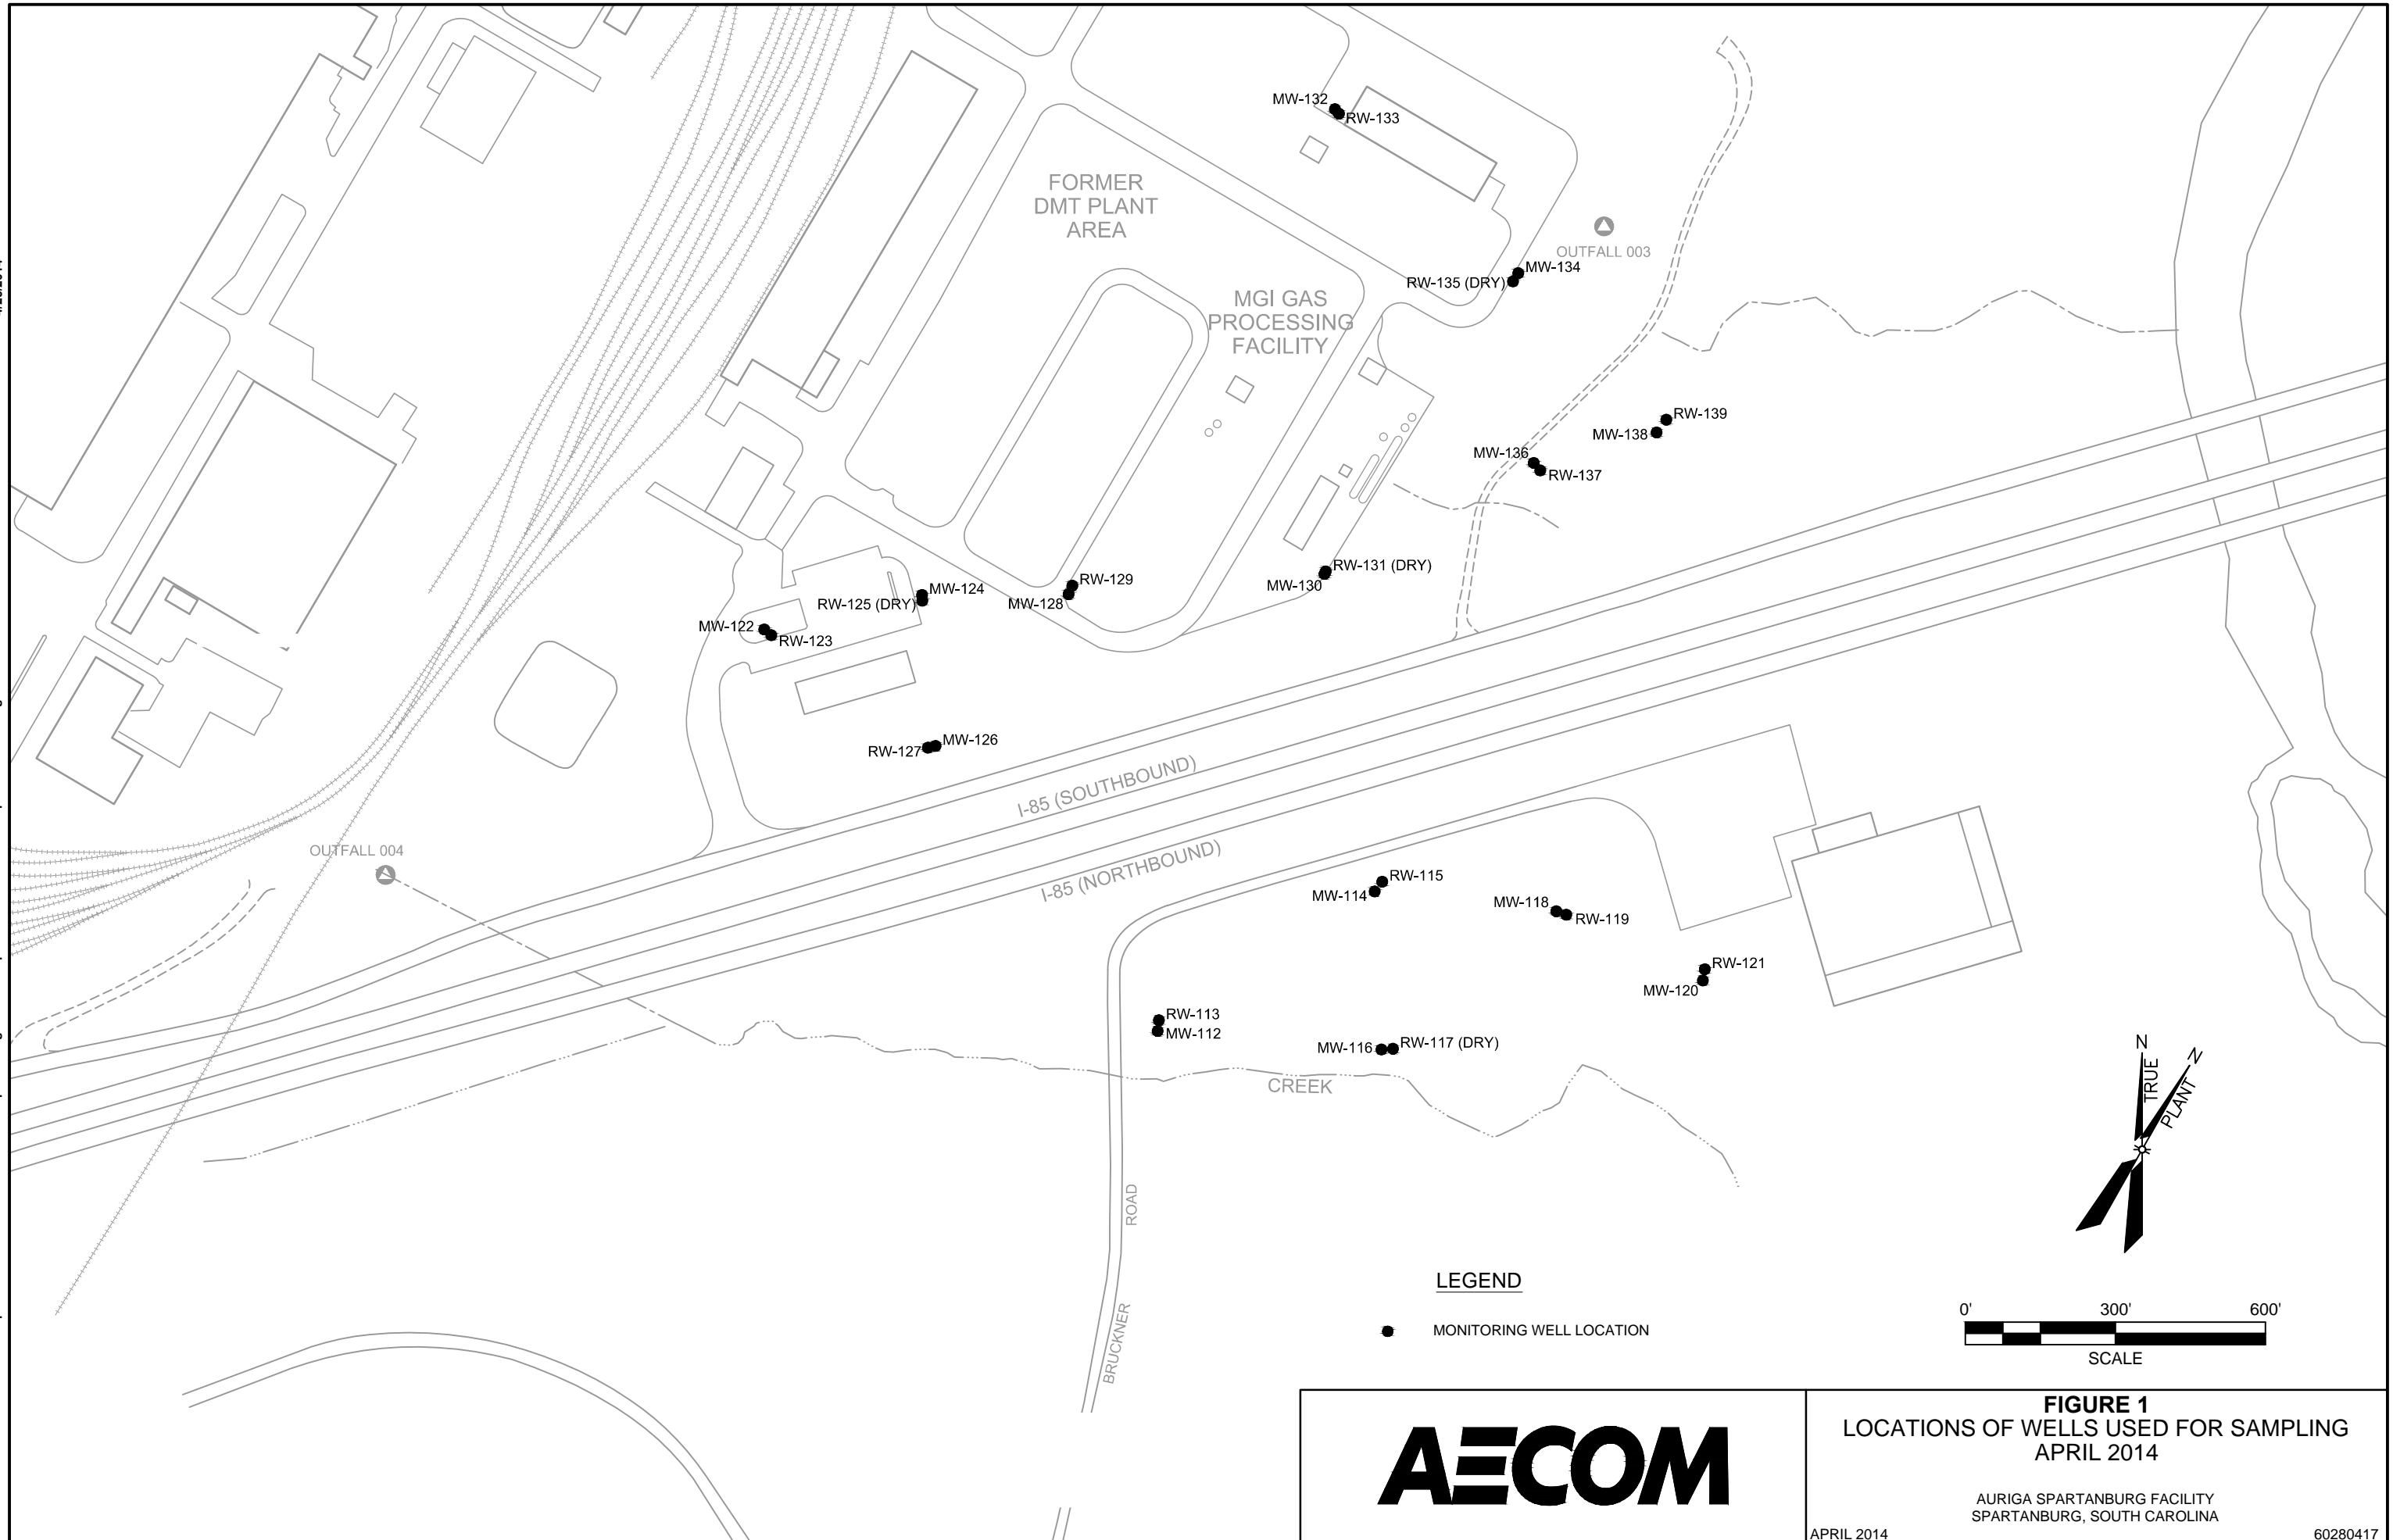 MW-132
RW-133
FORMER
DMT PLANT
AREA
OUTFALL 003
MW-134
RW-135 (DRY)
MGI GAS
PROCESSING
FACILITY
RW-139
MW-138
MW-136
RW-137
RW-131 (DRY)
MW-130
RW-129
MW-128
MW-124
RW-125 (DRY)
MW-122
RW-123
MW-126
RW-127
I-85 (SOUTHBOUND)
I-85 (NORTHBOUND)
OUTFALL 004
RW-115
MW-114
MW-118
RW-119
RW-121
MW-120
RW-113
MW-112
MW-116
RW-117 (DRY)
CREEK
N
TRUE
N
PLANT
ROAD
BRUCKNER
LEGEND
MONITORING WELL LOCATION
0' 300' 600'
SCALE
AECOM
FIGURE 1
LOCATIONS OF WELLS USED FOR SAMPLING
APRIL 2014
AURIGA SPARTANBURG FACILITY
SPARTANBURG, SOUTH CAROLINA
APRIL 2014 60280417